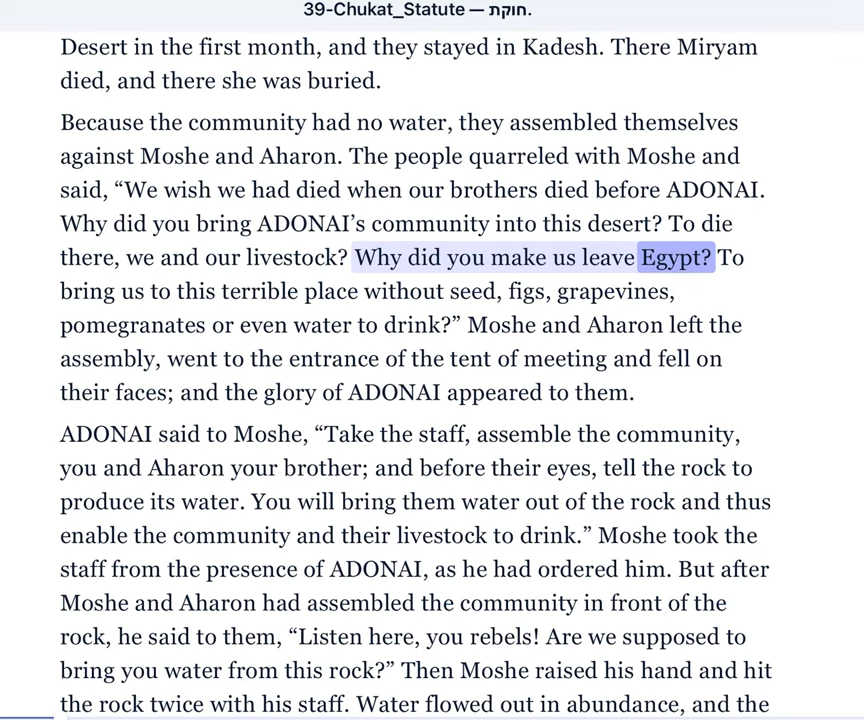 39-Chukat_Statute — חוקת.
Desert in the first month, and they stayed in Kadesh. There Miryam
died, and there she was buried.
Because the community had no water, they assembled themselves
against Moshe and Aharon. The people quarreled with Moshe and
said, “We wish we had died when our brothers died before ADONAI.
Why did you bring ADONAI’s community into this desert? To die
there, we and our livestock? Why did you make us leave Egypt? To
bring us to this terrible place without seed, figs, grapevines,
pomegranates or even water to drink?” Moshe and Aharon left the
assembly, went to the entrance of the tent of meeting and fell on
their faces; and the glory of ADONAI appeared to them.
ADONAI said to Moshe, “Take the staff, assemble the community,
you and Aharon your brother; and before their eyes, tell the rock to
produce its water. You will bring them water out of the rock and thus
enable the community and their livestock to drink.” Moshe took the
staff from the presence of ADONAI, as he had ordered him. But after
Moshe and Aharon had assembled the community in front of the
rock, he said to them, “Listen here, you rebels! Are we supposed to
bring you water from this rock?” Then Moshe raised his hand and hit
the rock twice with his staff. Water flowed out in abundance, and the